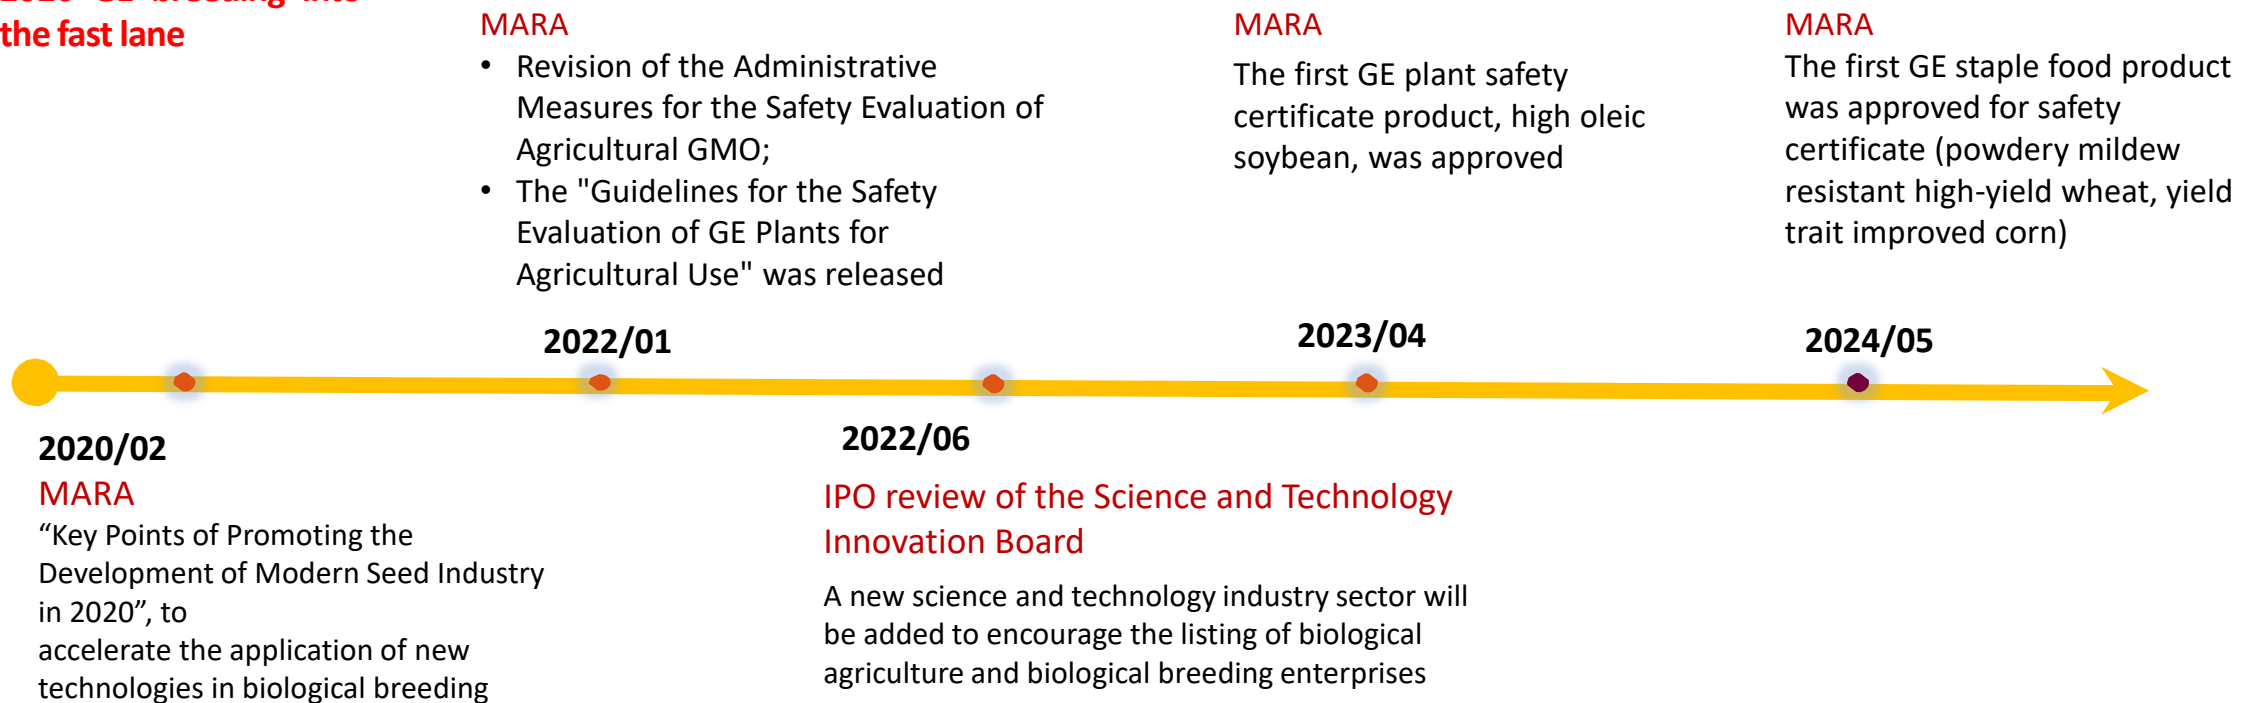 2020 GE breeding into
the fast lane
MARA
• Revision of the Administrative
Measures for the Safety Evaluation of
Agricultural GMO;
• The "Guidelines for the Safety
Evaluation of GE Plants for
Agricultural Use" was released
MARA
The first GE plant safety
certificate product, high oleic
soybean, was approved
MARA
The first GE staple food product
was approved for safety
certificate (powdery mildew
resistant high-yield wheat, yield
trait improved corn)
2022/01
2023/04
2024/05
2020/02
MARA
“Key Points of Promoting the
Development of Modern Seed Industry
in 2020”, to
accelerate the application of new
technologies in biological breeding
2022/06
IPO review of the Science and Technology
Innovation Board
A new science and technology industry sector will
be added to encourage the listing of biological
agriculture and biological breeding enterprises